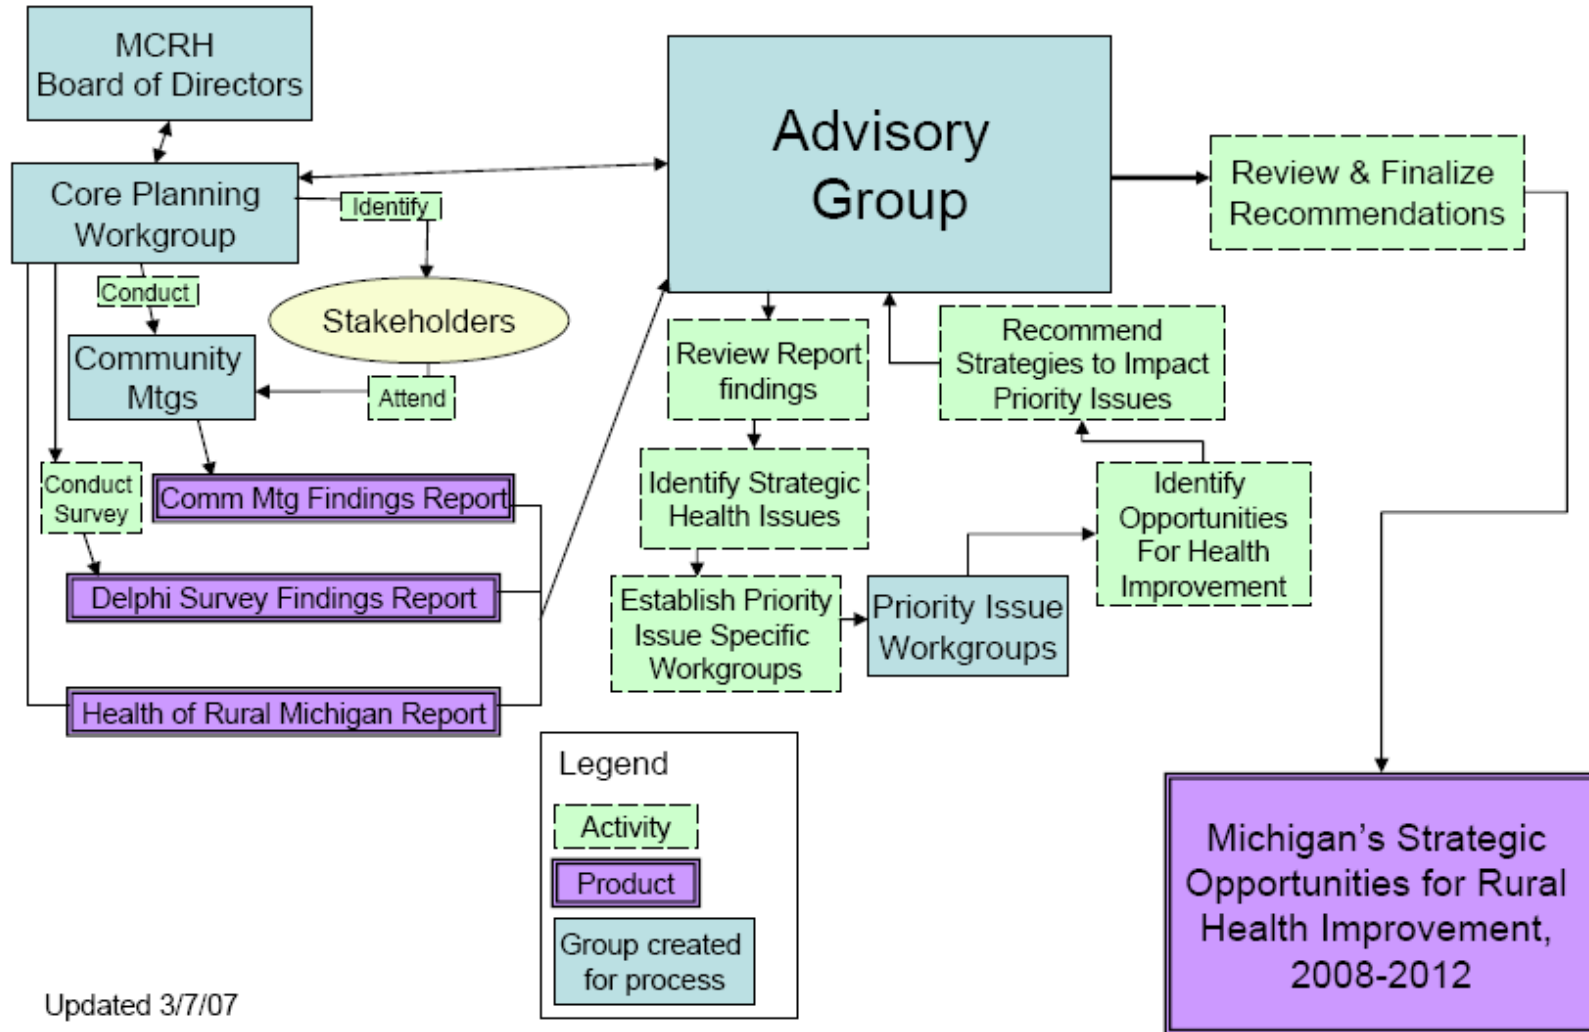 MCRH
Board of Directors
Core Planning
Workgroup
Identify
Conduct
Stakeholders
Community
Mtgs
Attend
Conduct
Survey
Comm Mtg Findings Report
Delphi Survey Findings Report
Health of Rural Michigan Report
Advisory
Group
Review & Finalize
Recommendations
Review Report
findings
Identify Strategic
Health Issues
Establish Priority
Issue Specific
Workgroups
Priority Issue
Workgroups
Identify
Opportunities
For Health
Improvement
Recommend
Strategies to Impact
Priority Issues
Legend
Activity
Product
Group created
for process
Michigan’s Strategic
Opportunities for Rural
Health Improvement,
2008-2012
Updated 3/7/07